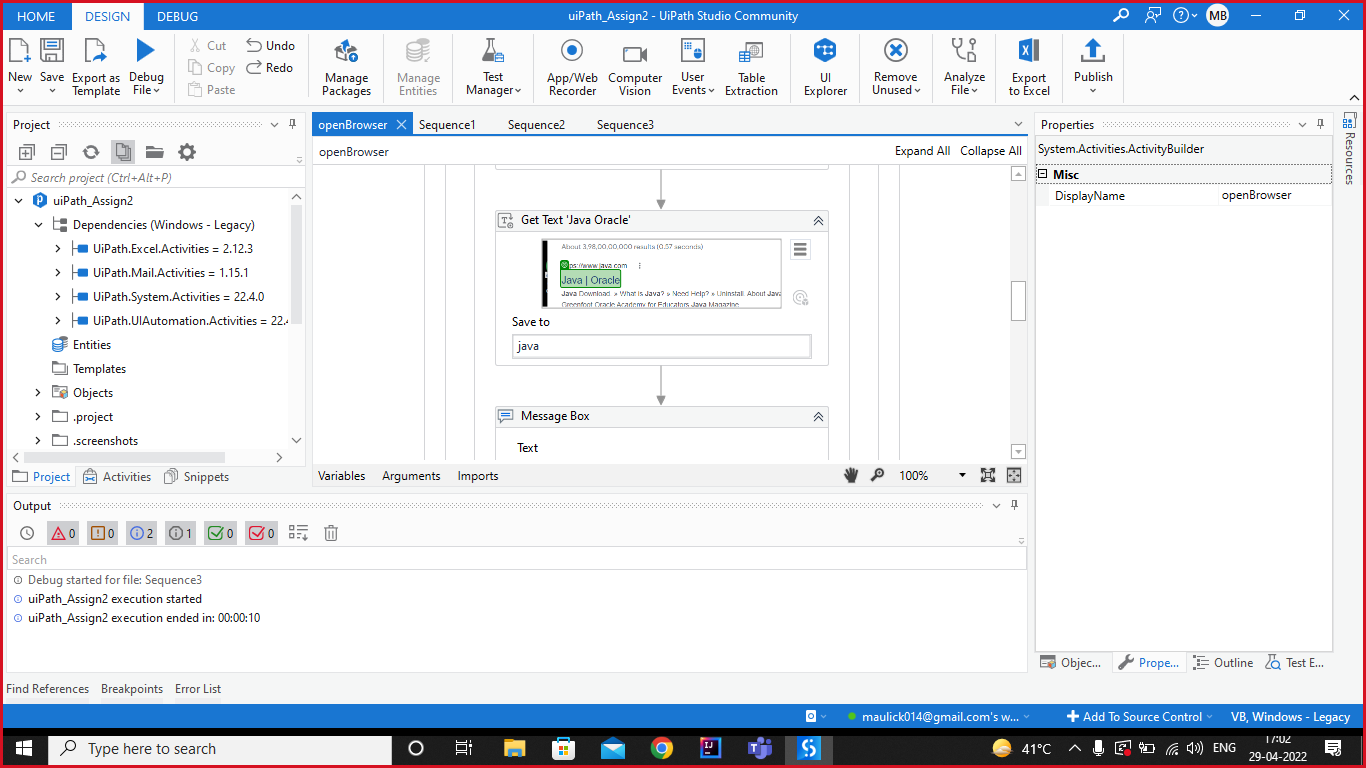 HOME DESIGN DEBUG
uiPath_Assign2 - UiPath Studio Community
MB
New
Save
Export as Template
Debug File
Cut
Copy
Paste
Undo
Redo
Manage Packages
Manage Entities
Test Manager
App/Web Recorder
Computer Vision
User Events
Table Extraction
UI Explorer
Remove Unused
Analyze File
Export to Excel
Publish
Project
Search project (Ctrl+Alt+P)
uiPath_Assign2
Dependencies (Windows - Legacy)
UiPath.Excel.Activities = 2.12.3
UiPath.Mail.Activities = 1.15.1
UiPath.System.Activities = 22.4.0
UiPath.UIAutomation.Activities = 22.4
Entities
Templates
Objects
.project
.screenshots
Project Activities Snippets
openBrowser Sequence1 Sequence2 Sequence3
openBrowser
Expand All Collapse All
Get Text 'Java Oracle'
About 3,98,00,00,000 results (0.57 seconds)
ps://www.java.com
Java | Oracle
Java Download. » What is Java? » Need Help? » Uninstall. About Java
Greenfoot Oracle Academy for Educators Java Magazine
Save to
java
Message Box
Text
Variables Arguments Imports
100%
Properties
System.Activities.ActivityBuilder
Misc
DisplayName openBrowser
Resources
Objec... Prope... Outline Test E...
Output
0 0 2 1 0 0
Search
Debug started for file: Sequence3
uiPath_Assign2 execution started
uiPath_Assign2 execution ended in: 00:00:10
Find References Breakpoints Error List
maulick014@gmail.com's w...
Add To Source Control
VB, Windows - Legacy
Type here to search
41°C
ENG
17:02
29-04-2022